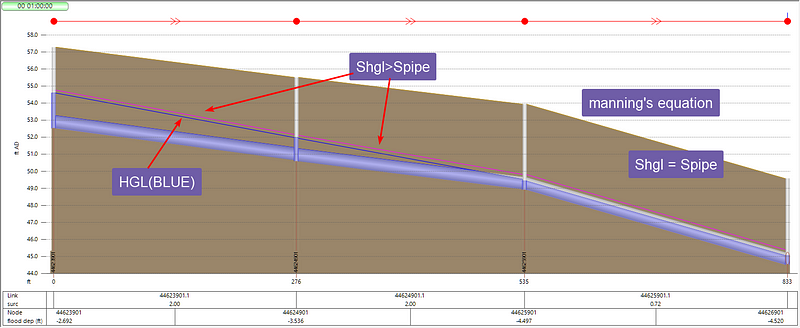 00 01:00:00
58.0
57.0
56.0
55.0
54.0
53.0
52.0
51.0
50.0
49.0
48.0
47.0
46.0
45.0
44.0
ft AD
Shgl>Spipe
manning's equation
Shgl = Spipe
HGL(BLUE)
44623901
44624901
44625901
ft 0 276 535 833
Link 44623901.1 44624901.1 44625901.1
surc 2.00 2.00 0.72
Node 44623901 44624901 44625901 44626901
flood dep (ft) -2.692 -3.536 -4.497 -4.520